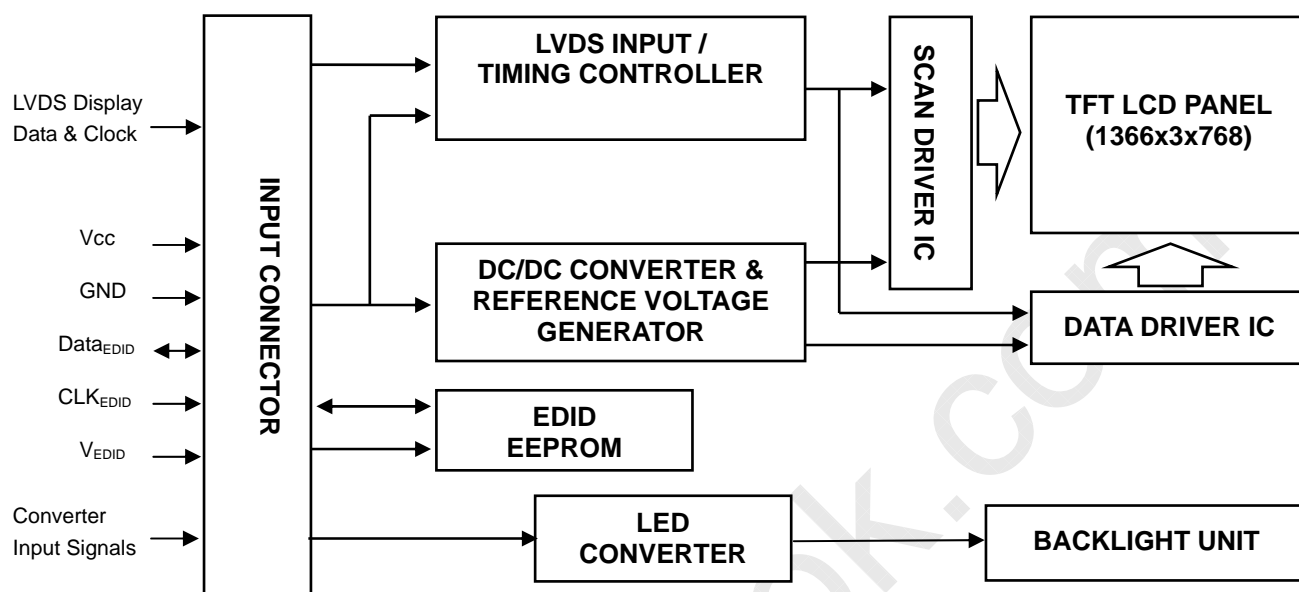 LVDS INPUT /
TIMING CONTROLLER
SCAN DRIVER IC
TFT LCD PANEL
(1366x3x768)
LVDS Display
Data & Clock
INPUT CONNECTOR
Vcc
GND
DataEDID
CLKEDID
VEDID
DC/DC CONVERTER &
REFERENCE VOLTAGE
GENERATOR
DATA DRIVER IC
EDID
EEPROM
Converter
Input Signals
LED
CONVERTER
BACKLIGHT UNIT